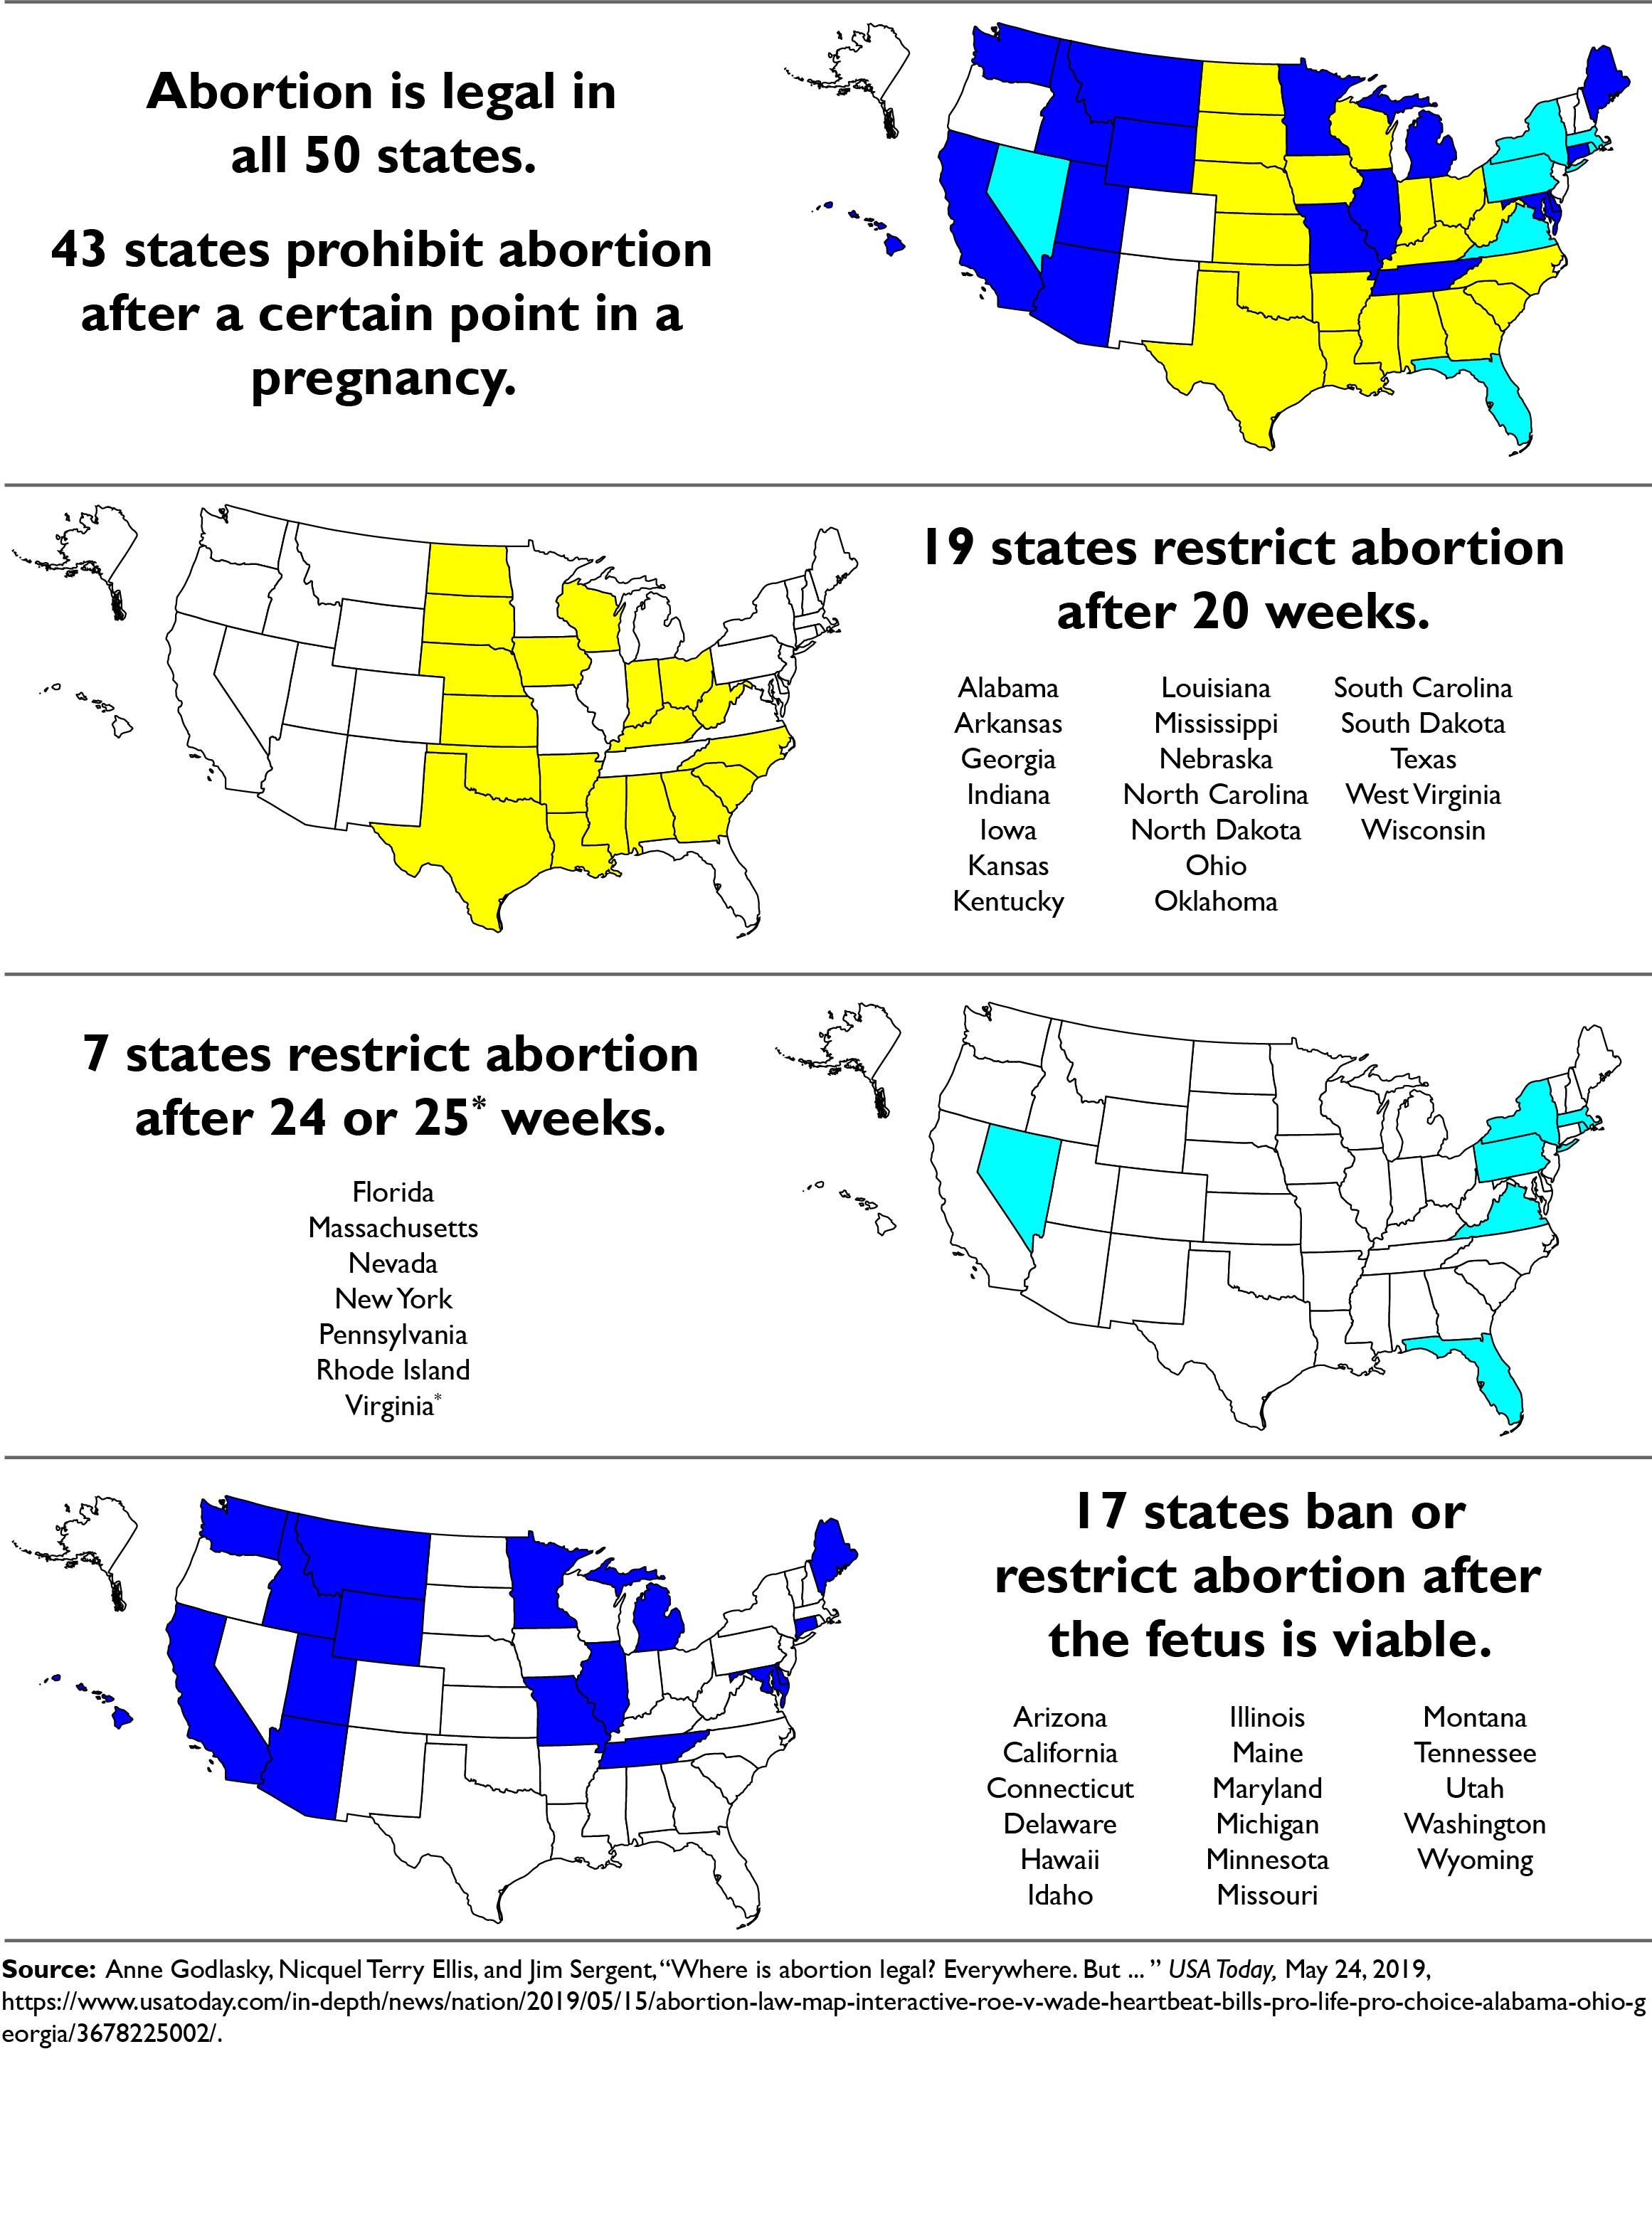 Abortion is legal in
all 50 states.
43 states prohibit abortion
after a certain point in a
pregnancy.
19 states restrict abortion
after 20 weeks.
Alabama
Arkansas
Georgia
Indiana
Iowa
Kansas
Kentucky
Louisiana
Mississippi
Nebraska
North Carolina
North Dakota
Ohio
Oklahoma
South Carolina
South Dakota
Texas
West Virginia
Wisconsin
7 states restrict abortion
after 24 or 25* weeks.
Florida
Massachusetts
Nevada
New York
Pennsylvania
Rhode Island
Virginia*
17 states ban or
restrict abortion after
the fetus is viable.
Arizona
California
Connecticut
Delaware
Hawaii
Idaho
Illinois
Maine
Maryland
Michigan
Minnesota
Missouri
Montana
Tennessee
Utah
Washington
Wyoming
Source: Anne Godlasky, Nicquel Terry Ellis, and Jim Sergent, “Where is abortion legal? Everywhere. But ... ” USA Today, May 24, 2019,
https://www.usatoday.com/in-depth/news/nation/2019/05/15/abortion-law-map-interactive-roe-v-wade-heartbeat-bills-pro-life-pro-choice-alabama-ohio-g
eorgia/3678225002/.